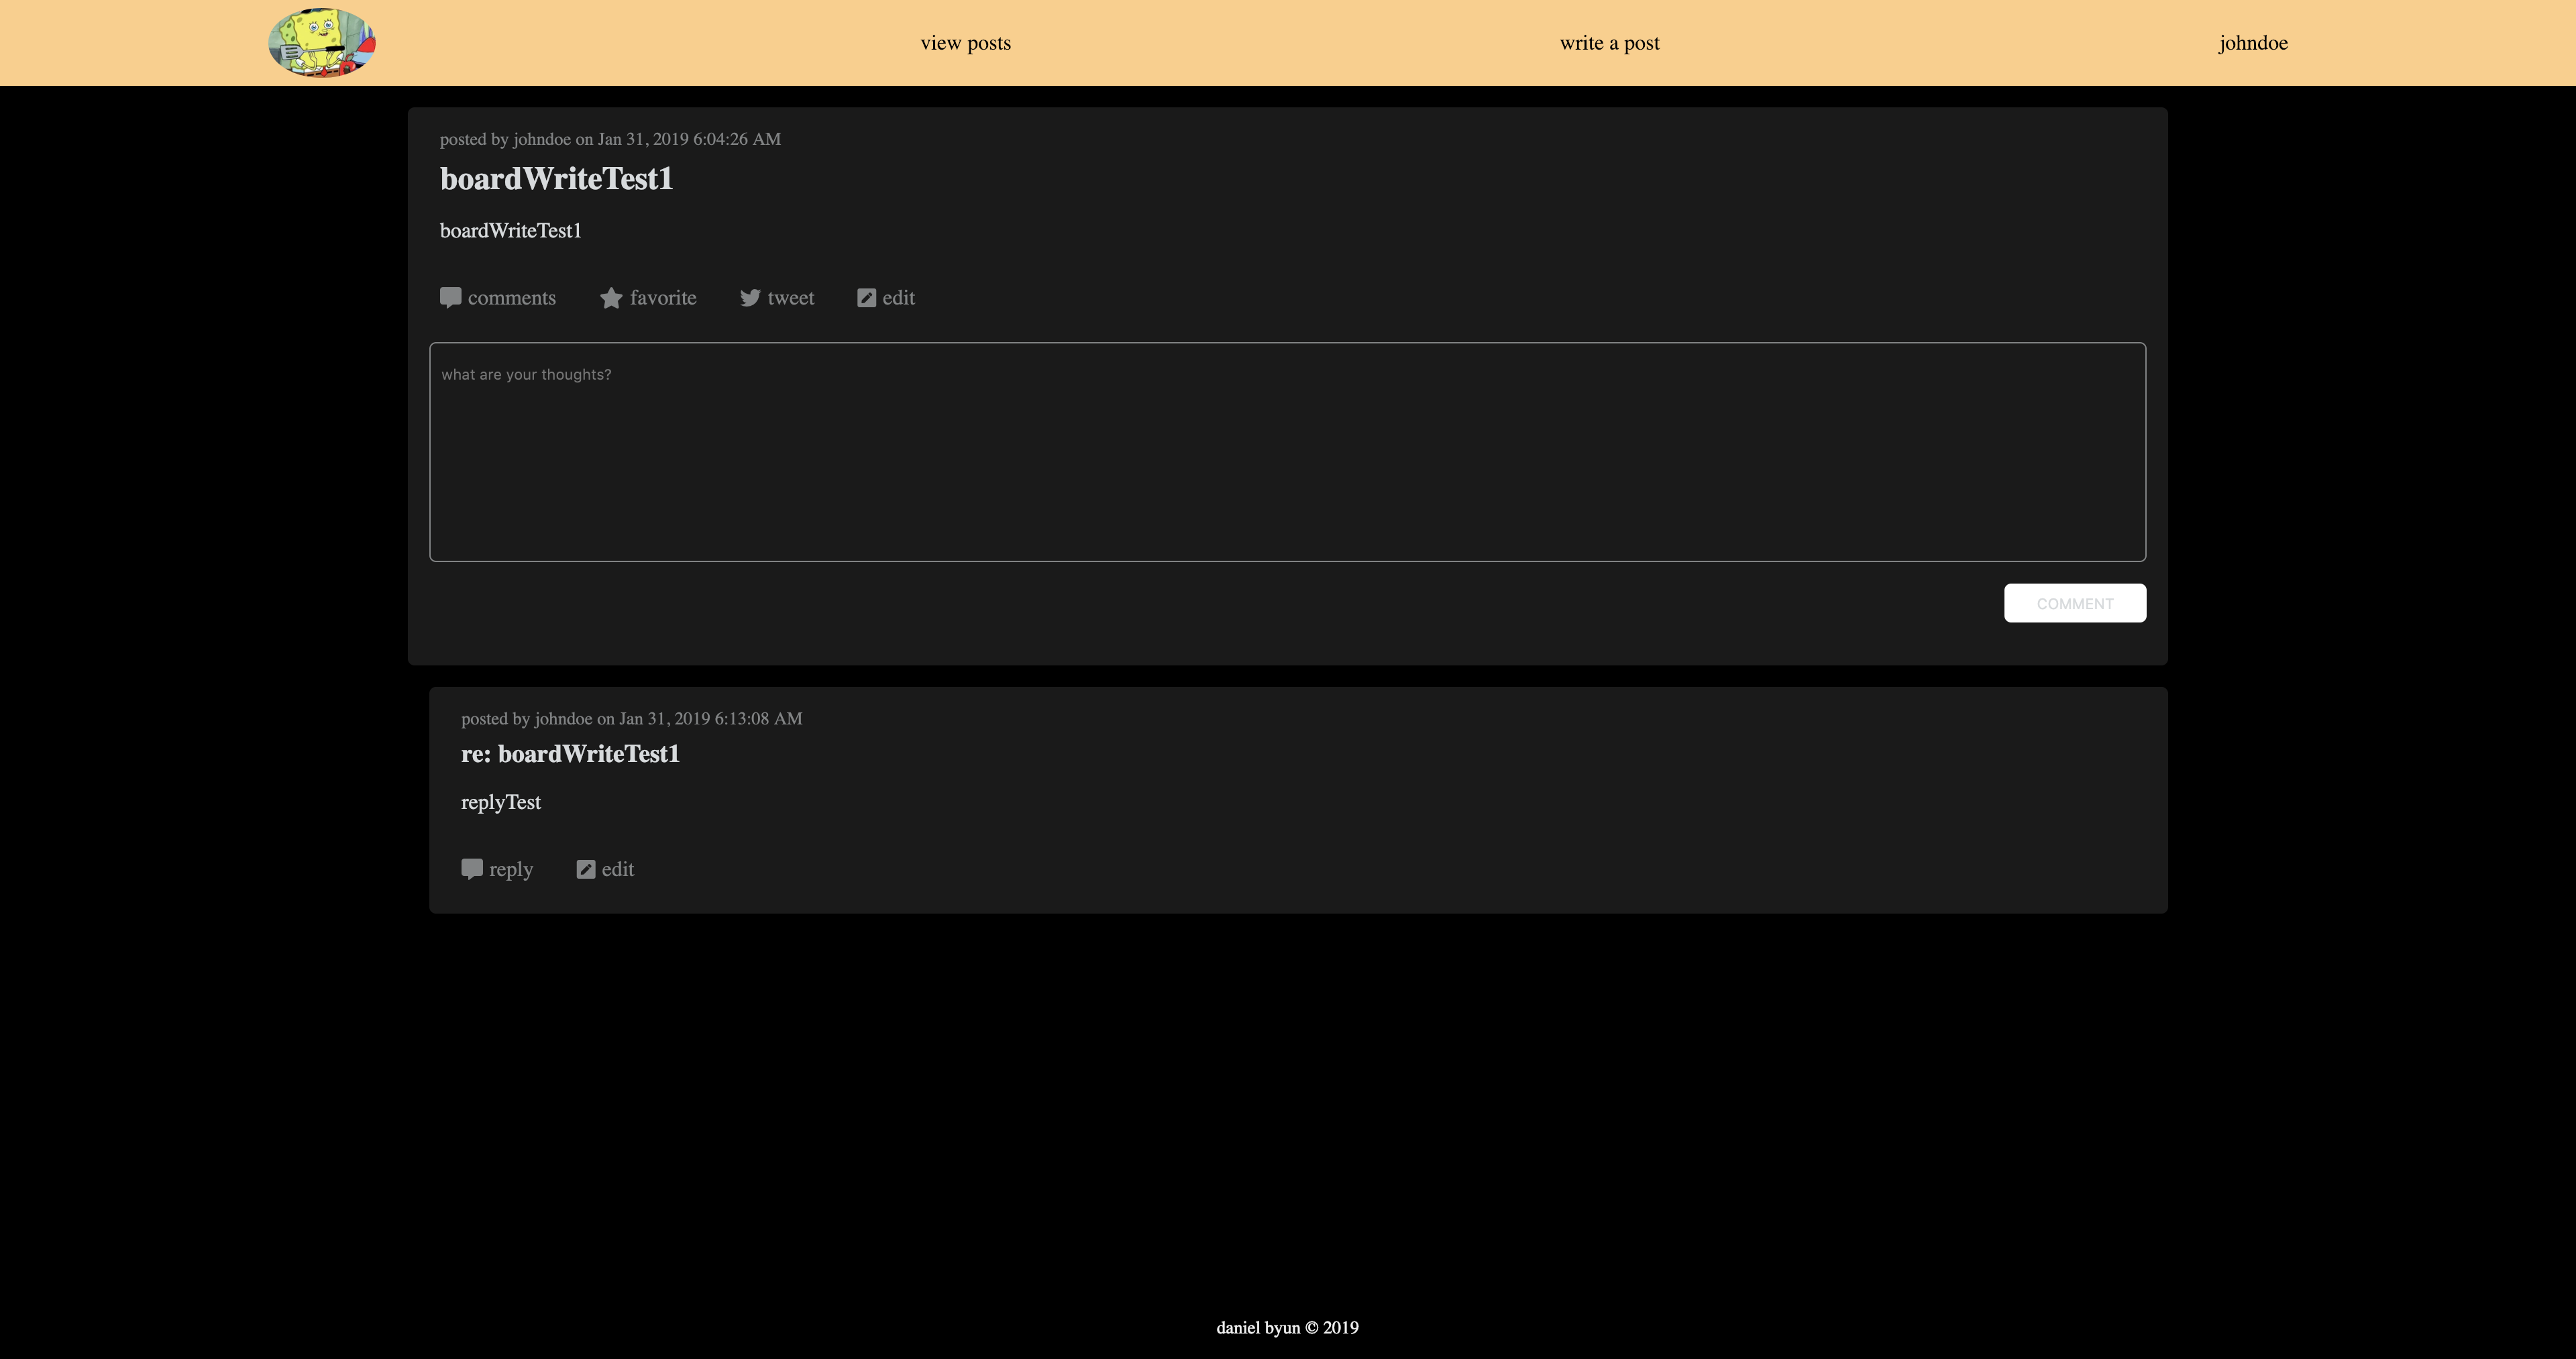 view posts
write a post
johndoe
posted by johndoe on Jan 31, 2019 6:04:26 AM
boardWriteTest1
boardWriteTest1
comments
favorite
tweet
edit
what are your thoughts?
COMMENT
posted by johndoe on Jan 31, 2019 6:13:08 AM
re: boardWriteTest1
replyTest
reply
edit
daniel byun © 2019